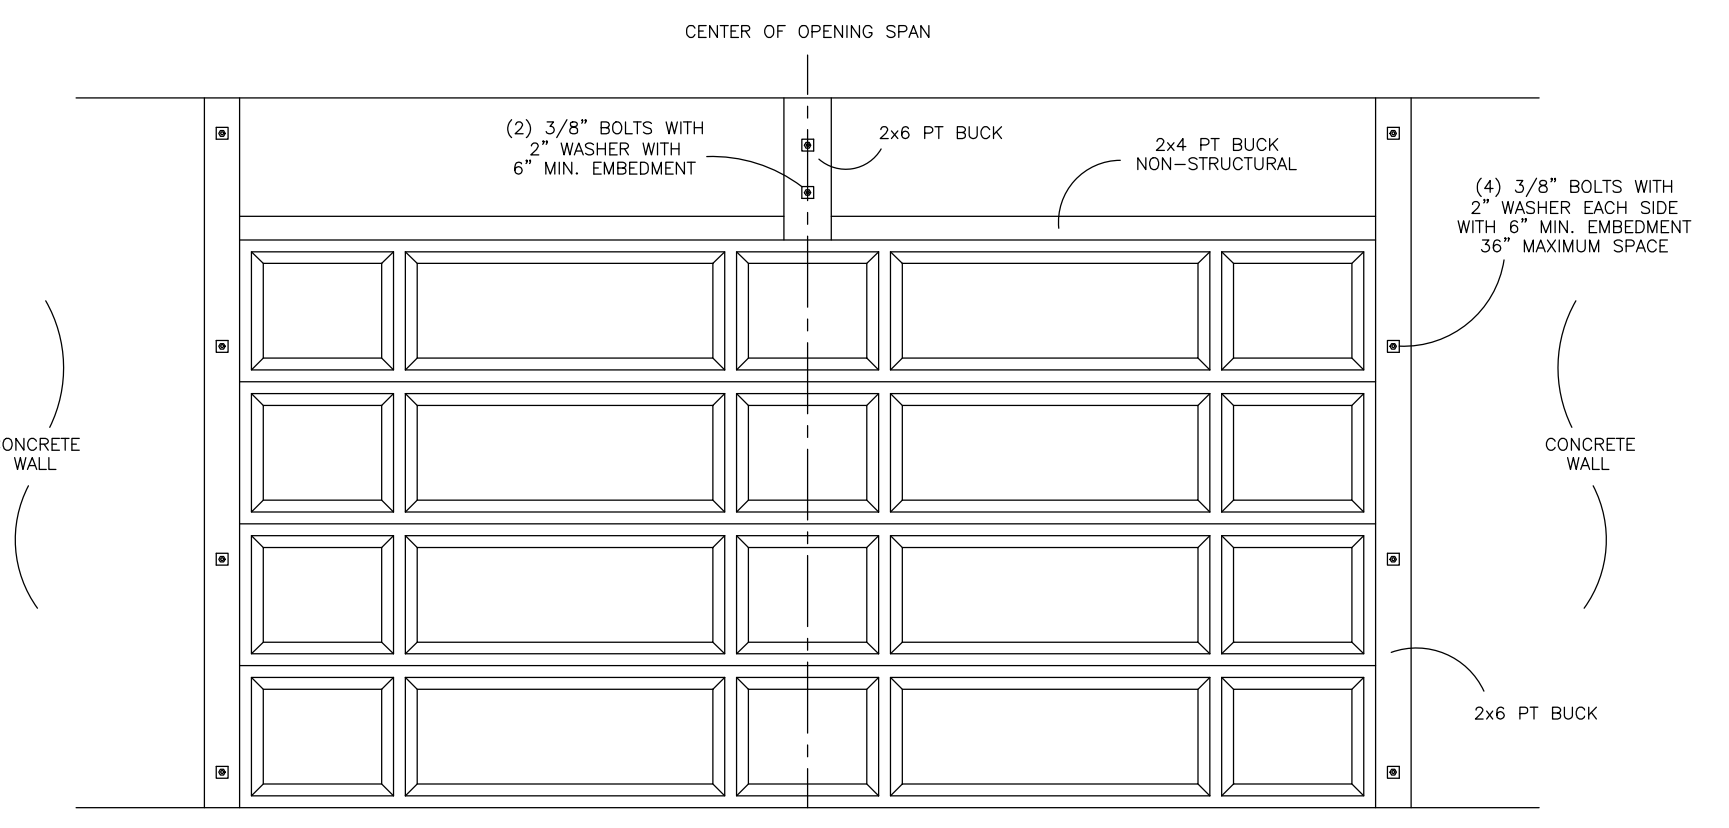 CENTER OF OPENING SPAN
(2) 3/8” BOLTS WITH
2” WASHER WITH
6” MIN. EMBEDMENT
2x6 PT BUCK
2x4 PT BUCK
NON-STRUCTURAL
(4) 3/8” BOLTS WITH
2” WASHER EACH SIDE
WITH 6” MIN. EMBEDMENT
36” MAXIMUM SPACE
ONCRETE
WALL
CONCRETE
WALL
2x6 PT BUCK